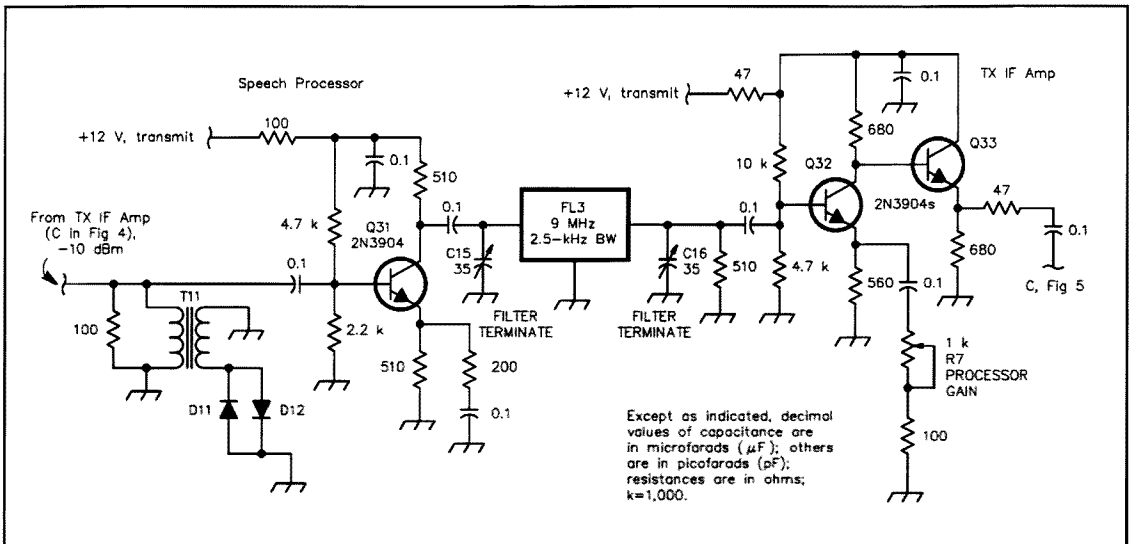 Speech Processor
+12 V, transmit
100
0.1
510
4.7 k
Q31
2N3904
0.1
From TX IF Amp
(C in Fig 4),
-10 dBm
T11
0.1
100
2.2 k
D11
D12
510
200
0.1
C15
35
FILTER
TERMINATE
FL3
9 MHz
2.5-kHz BW
C16
35
FILTER
TERMINATE
510
0.1
+12 V, transmit
47
TX IF Amp
0.1
10 k
680
Q32
Q33
2N3904s
4.7 k
560
0.1
47
680
0.1
C, Fig 5
1 k
R7
PROCESSOR
GAIN
100
Except as indicated, decimal
values of capacitance are
in microfarads (μF); others
are in picofarads (pF);
resistances are in ohms;
k=1,000.